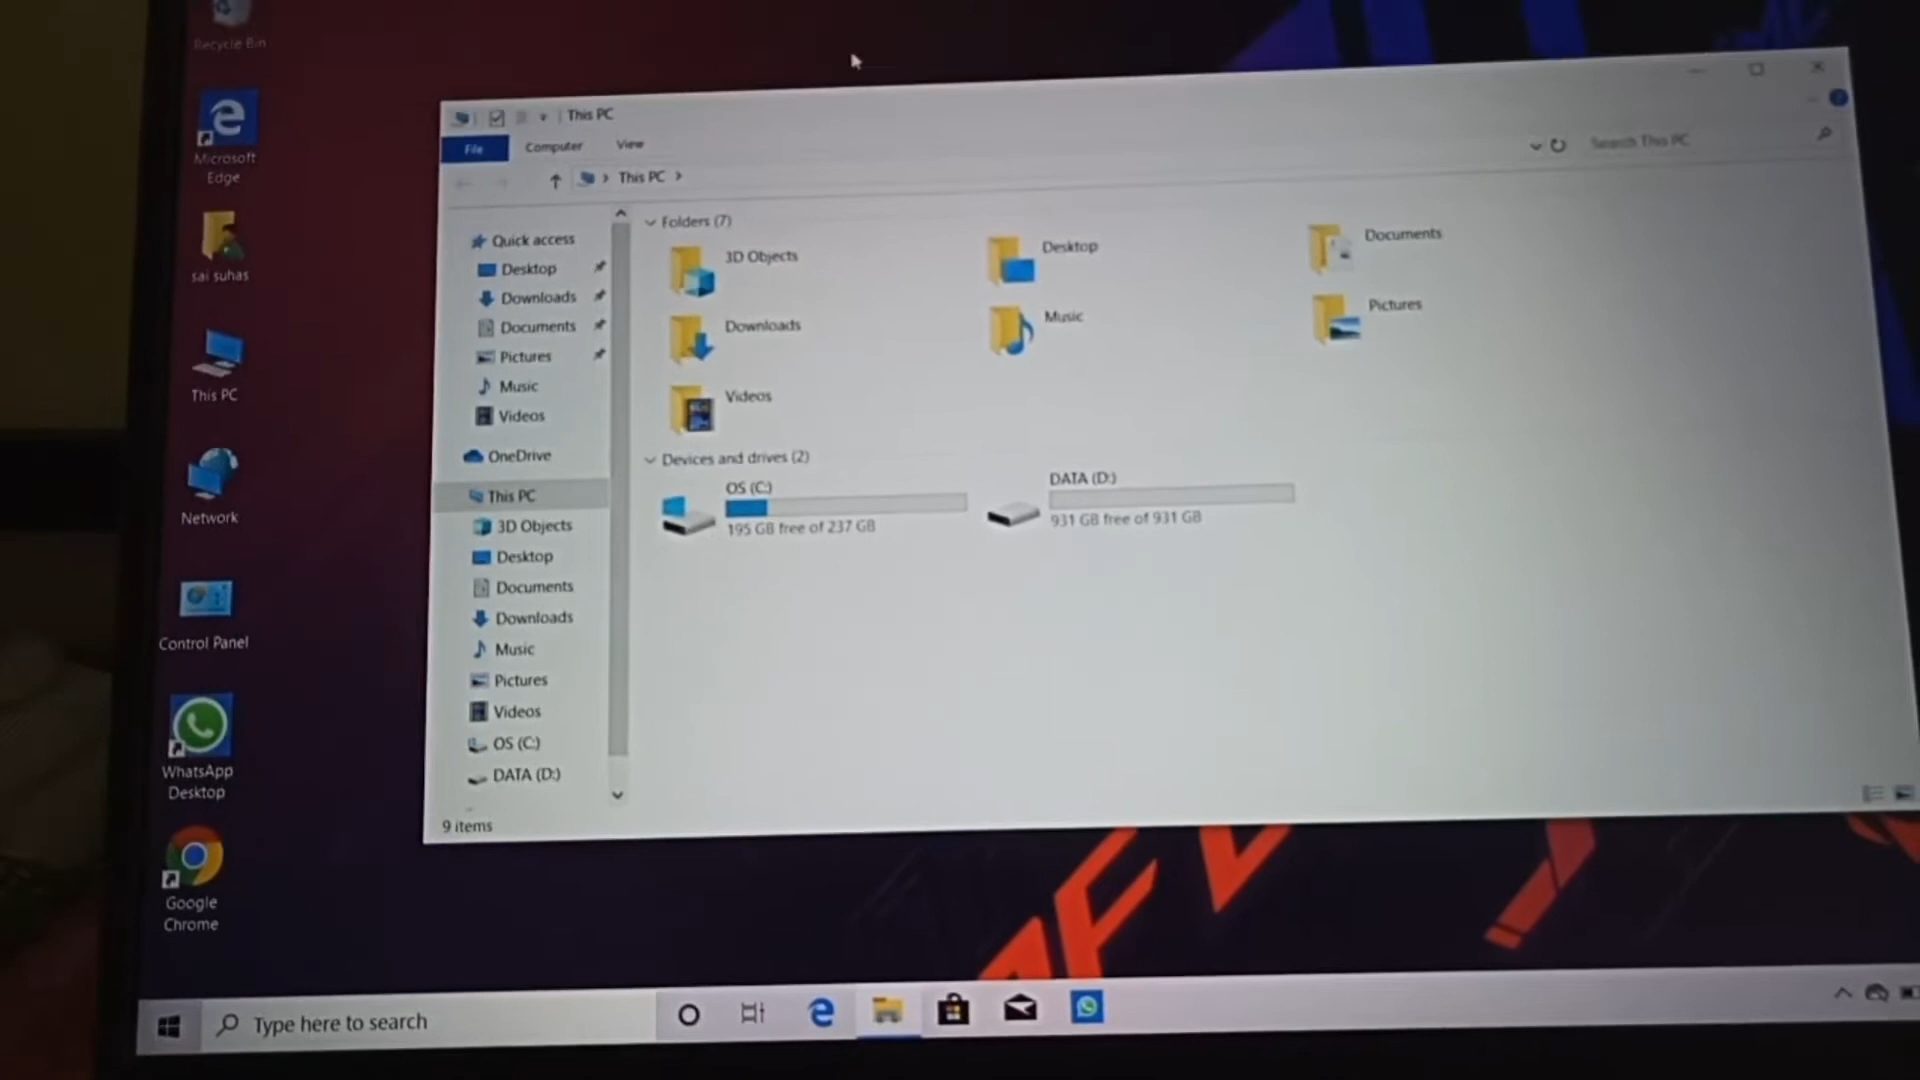 Recycle Bin
Microsoft
Edge
sai suhas
This PC
Network
Control Panel
WhatsApp
Desktop
Google
Chrome
This PC
File
Computer
View
This PC
Search This PC
Quick access
Desktop
Downloads
Documents
Pictures
Music
Videos
OneDrive
This PC
3D Objects
Desktop
Documents
Downloads
Music
Pictures
Videos
OS (C:)
DATA (D:)
9 items
Folders (7)
3D Objects
Desktop
Documents
Downloads
Music
Pictures
Videos
Devices and drives (2)
OS (C:)
195 GB free of 237 GB
DATA (D:)
931 GB free of 931 GB
Type here to search